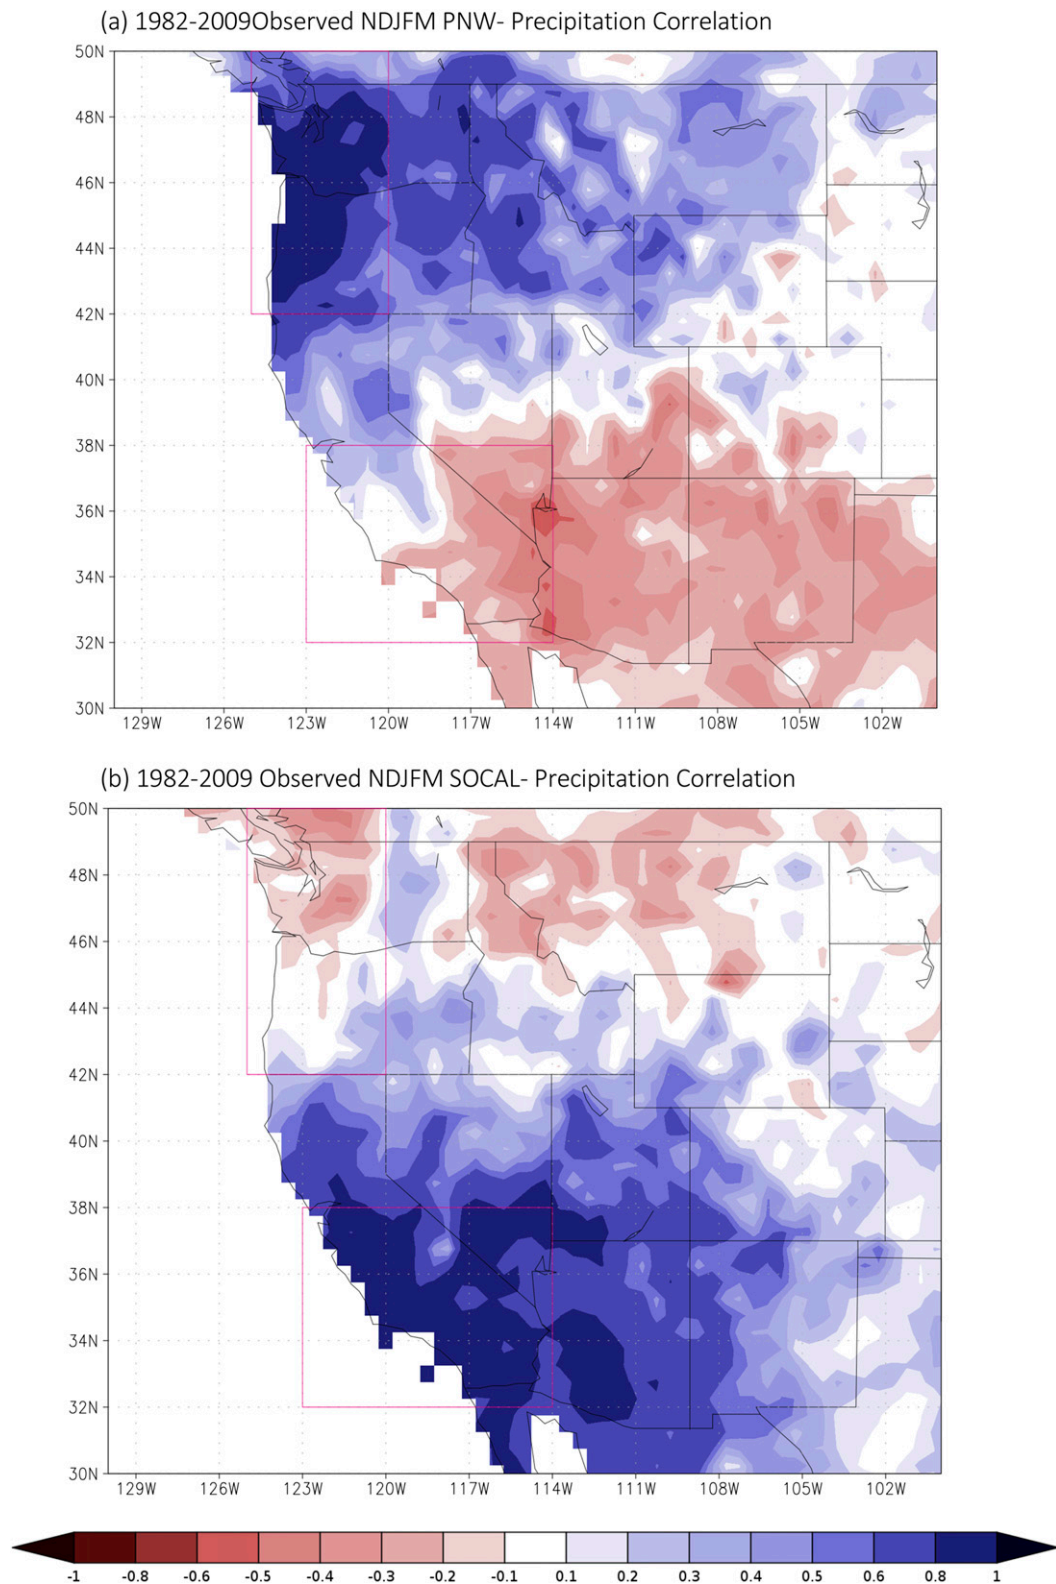 (a) 1982-2009Observed NDJFM PNW- Precipitation Correlation
50N
48N
46N
44N
42N
40N
38N
36N
34N
32N
30N
129W 126W 123W 120W 117W 114W 111W 108W 105W 102W
(b) 1982-2009 Observed NDJFM SOCAL- Precipitation Correlation
50N
48N
46N
44N
42N
40N
38N
36N
34N
32N
30N
129W 126W 123W 120W 117W 114W 111W 108W 105W 102W
-1 -0.8 -0.6 -0.5 -0.4 -0.3 -0.2 -0.1 0.1 0.2 0.3 0.4 0.5 0.6 0.8 1